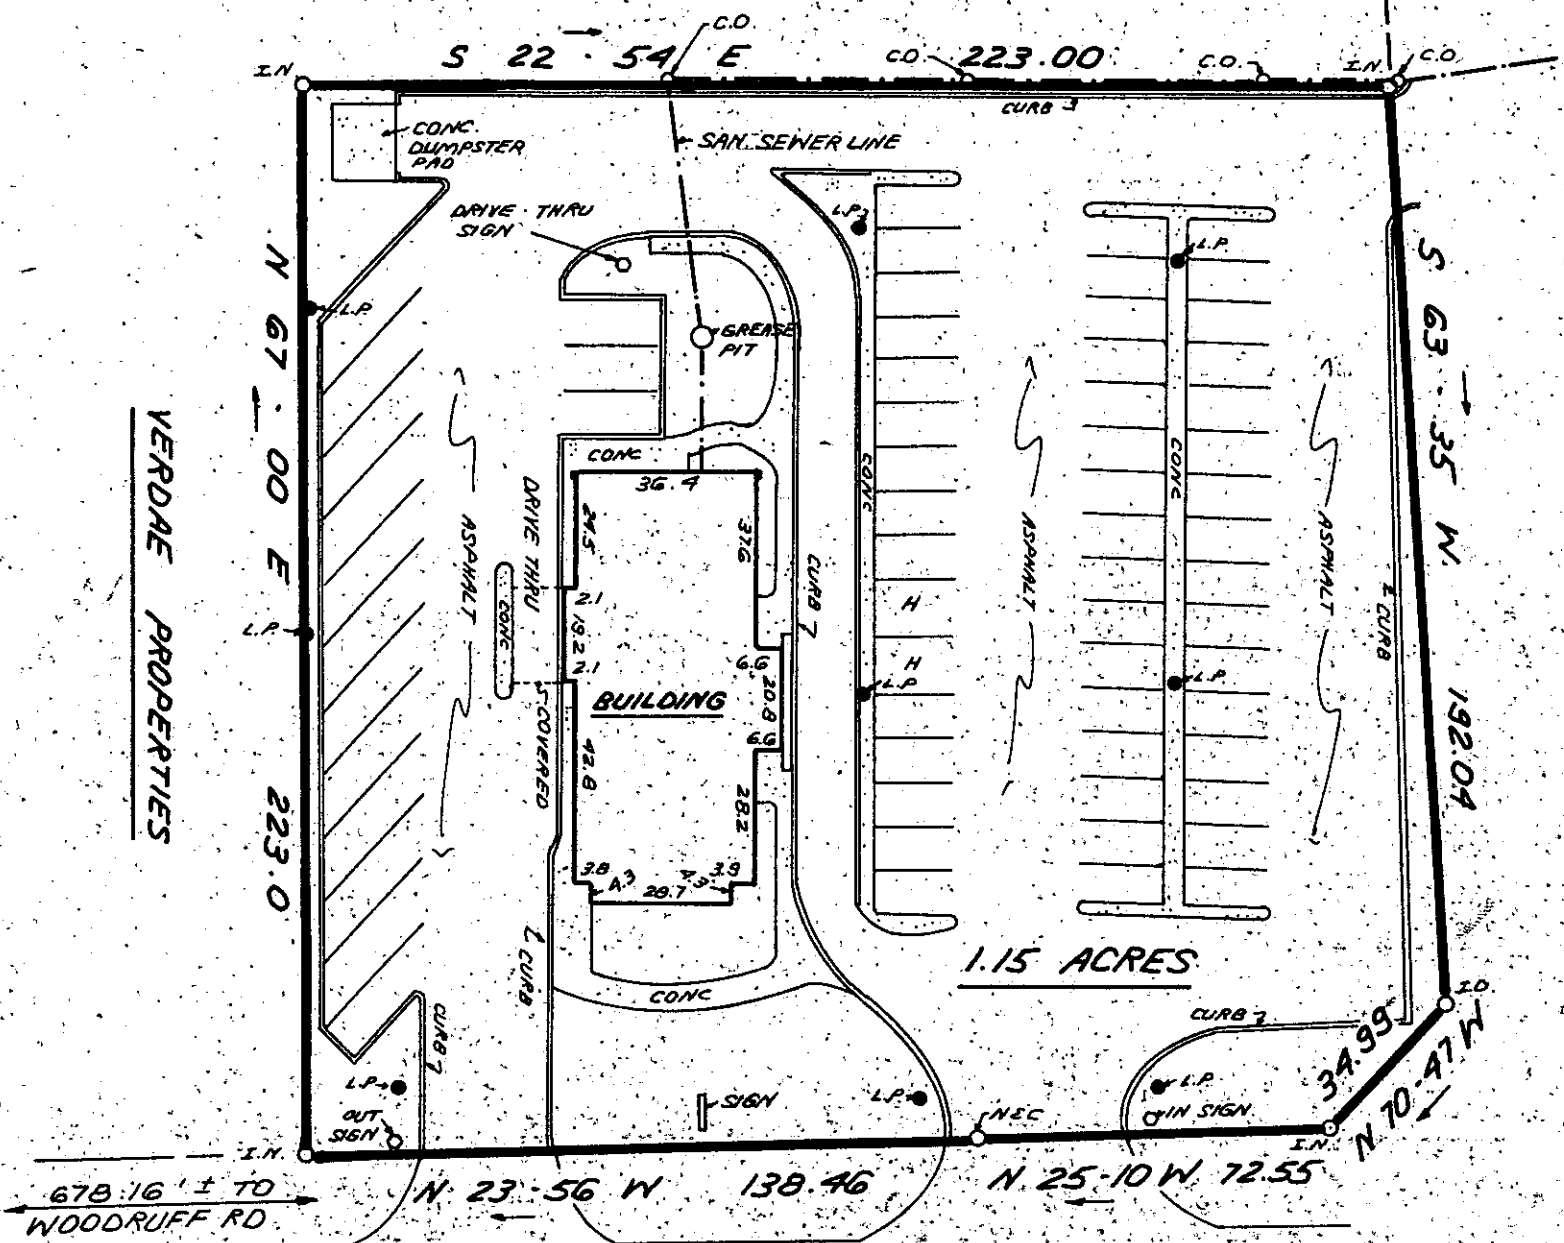 C.O.
S 22 · 54 E
C.O.
223.00
C.O.
I.N.
C.O.
I.N
CURB
CONC.
DUMPSTER
PAD
SAN. SEWER LINE
DRIVE · THRU
SIGN
L.P.
L.P.
L.P.
GREASE
PIT
N 67 · 00 E 223.0
S 63 · 35 W. 192.04
VERDAE PROPERTIES
CONC
36.4
24.5
37.6
DRIVE THRU
ASPHALT
CONC
CONC
CONC
ASPHALT
ASPHALT
CURB
CURB
2.1
19.2
2.1
H
H
L.P.
6.6
20.8
6.6
L.P
L.P.
BUILDING
COVERED
42.8
28.2
3.8
4.3
28.7
4.3
3.9
1.15 ACRES
CURB
CONC
CURB
CURB
I.O.
34.99
N 70-47 W
L.P.
SIGN
L.P.
L.P.
OUT
SIGN
N&C
IN SIGN
I.N.
I.N.
678.16' ± TO
WOODRUFF RD.
N 23-56 W 138.46
N 25-10 W 72.55